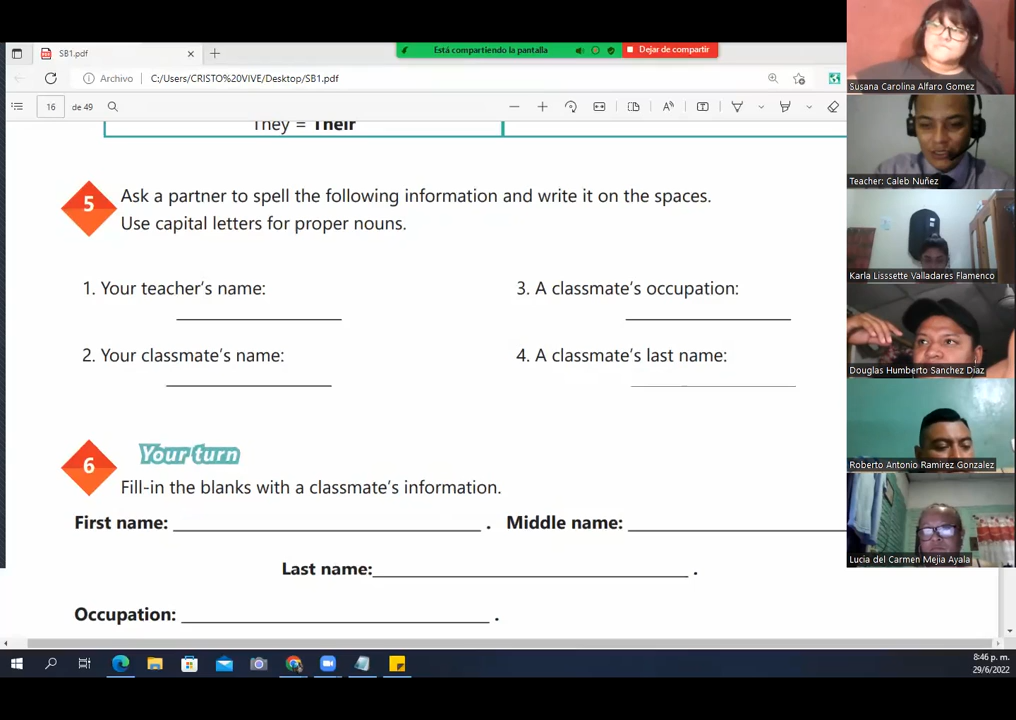 SB1.pdf
Está compartiendo la pantalla
Dejar de compartir
Archivo
C:/Users/CRISTO%20VIVE/Desktop/SB1.pdf
16
de 49
They = Their
5
Ask a partner to spell the following information and write it on the spaces.
Use capital letters for proper nouns.
1. Your teacher's name:
3. A classmate's occupation:
2. Your classmate's name:
4. A classmate's last name:
6
Your turn
Fill-in the blanks with a classmate's information.
First name: . Middle name:
Last name: .
Occupation: .
Susana Carolina Alfaro Gomez
Teacher: Caleb Nuñez
Karla Lisssette Valladares Flamenco
Douglas Humberto Sanchez Diaz
Roberto Antonio Ramirez Gonzalez
Lucia del Carmen Mejia Ayala
8:46 p. m.
29/6/2022